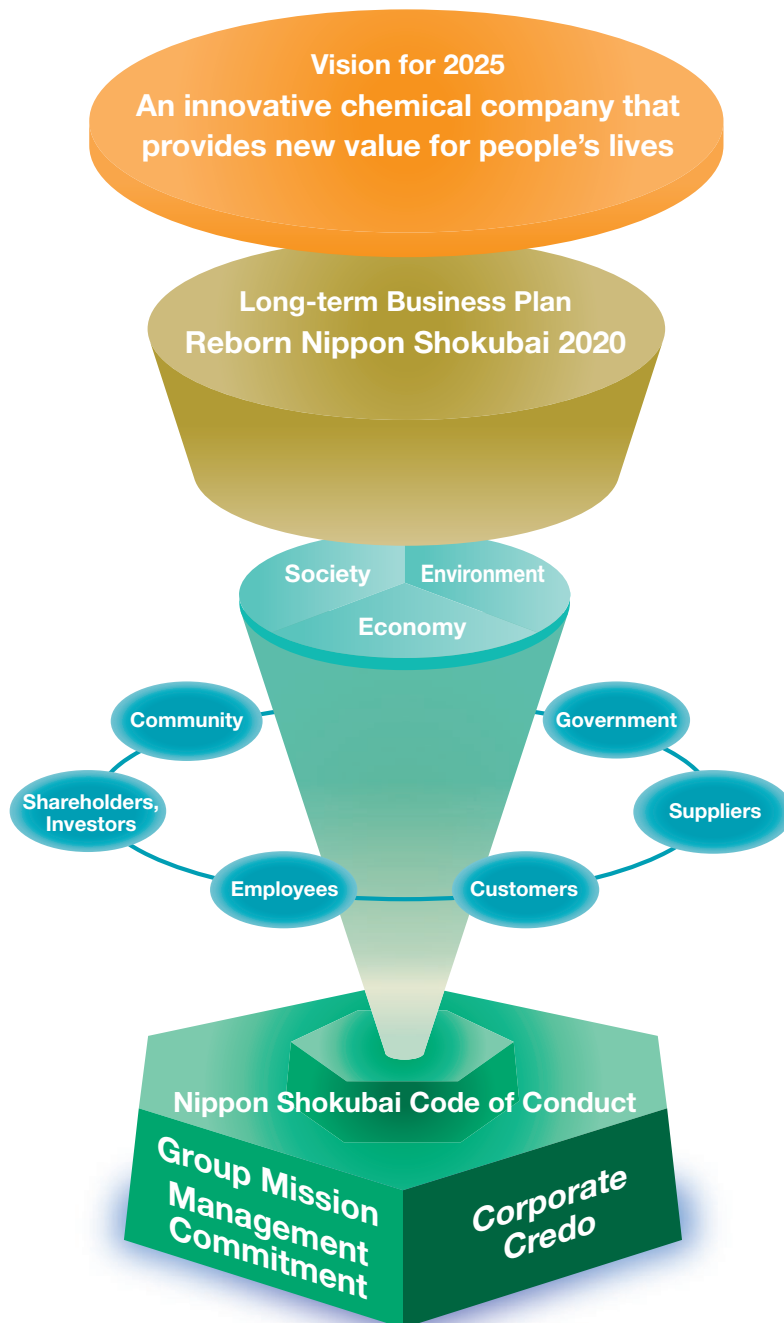 Vision for 2025
An innovative chemical company that
provides new value for people's lives
Long-term Business Plan
Reborn Nippon Shokubai 2020
Society
Environment
Economy
Community
Government
Shareholders,
Investors
Suppliers
Employees
Customers
Nippon Shokubai Code of Conduct
Group Mission
Management
Commitment
Corporate
Credo